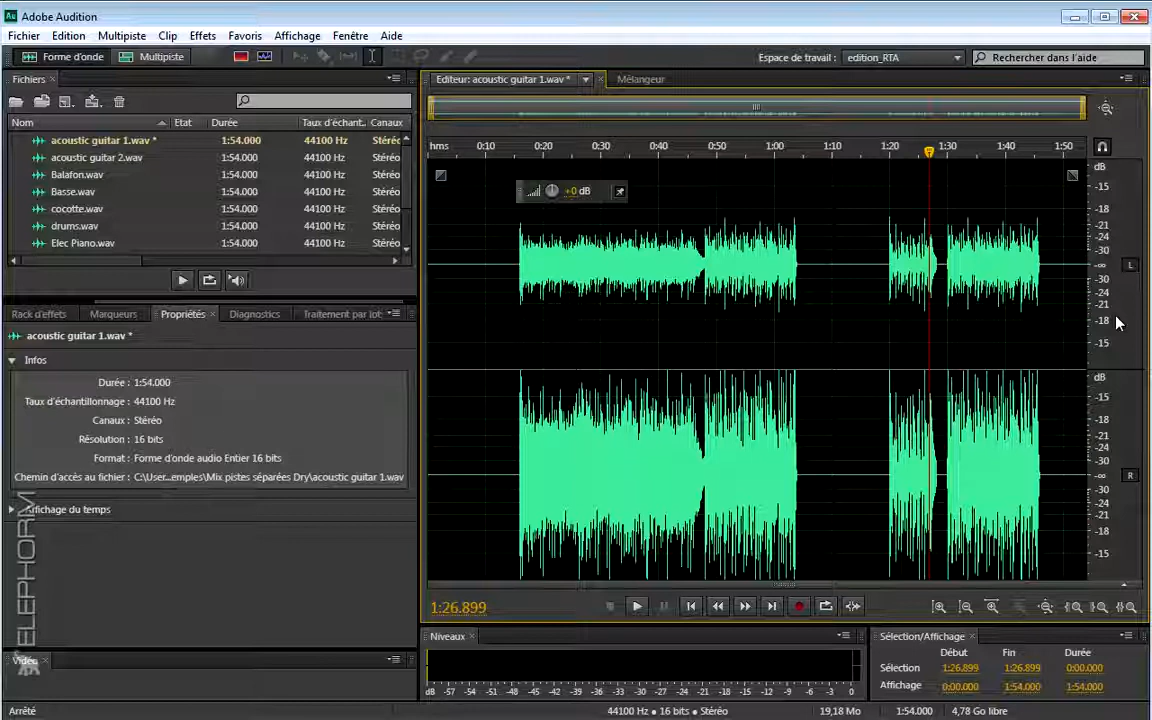 Au Adobe Audition
Fichier Edition Multipiste Clip Effets Favoris Affichage Fenêtre Aide
Forme d'onde Multipiste Espace de travail : edition_RTA Rechercher dans l'aide
Fichiers
Nom Etat Durée Taux d'échant. Canaux
acoustic guitar 1.wav * 1:54.000 44100 Hz Stéréo
acoustic guitar 2.wav 1:54.000 44100 Hz Stéréo
Balafon.wav 1:54.000 44100 Hz Stéréo
Basse.wav 1:54.000 44100 Hz Stéréo
cocotte.wav 1:54.000 44100 Hz Stéréo
drums.wav 1:54.000 44100 Hz Stéréo
Elec Piano.wav 1:54.000 44100 Hz Stéréo
Rack d'effets Marqueurs Propriétés Diagnostics Traitement par lot
acoustic guitar 1.wav *
Infos
Durée : 1:54.000
Taux d'échantillonnage : 44100 Hz
Canaux : Stéréo
Résolution : 16 bits
Format : Forme d'onde audio Entier 16 bits
Chemin d'accès au fichier : C:\User...emples\Mix pistes séparées Dry\acoustic guitar 1.wav
Affichage du temps
ELEPHORM
Vidéo
Editeur: acoustic guitar 1.wav * Mélangeur
hms 0:10 0:20 0:30 0:40 0:50 1:00 1:10 1:20 1:30 1:40 1:50
+0 dB
dB
-15
-18
-21
-24
-30
-∞
-30
-24
-21
-18
-15
L
dB
-15
-18
-21
-24
-30
-∞
-30
-24
-21
-18
-15
R
1:26.899
Niveaux
dB -57 -54 -51 -48 -45 -42 -39 -36 -33 -30 -27 -24 -21 -18 -15 -12 -9 -6 -3 0
Sélection/Affichage
Début Fin Durée
Sélection 1:26.899 1:26.899 0:00.000
Affichage 0:00.000 1:54.000 1:54.000
Arrêté 44100 Hz • 16 bits • Stéréo 19,18 Mo 1:54.000 4,78 Go libre